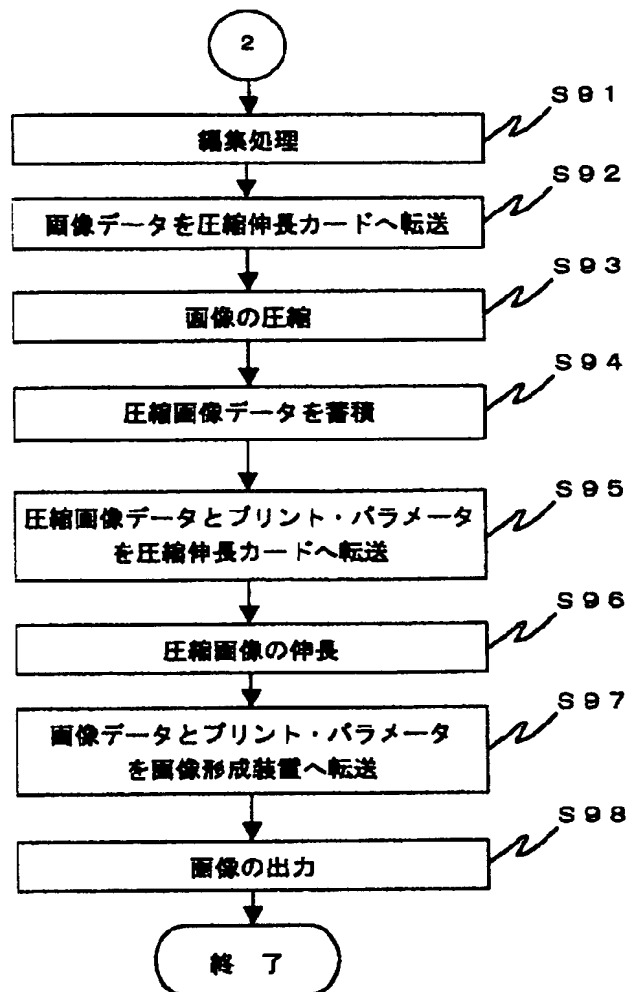 2
S91
編集処理
S92
画像データを圧縮伸長カードへ転送
S93
画像の圧縮
S94
圧縮画像データを蓄積
S95
圧縮画像データとプリント・パラメータ
を圧縮伸長カードへ転送
S96
圧縮画像の伸長
S97
画像データとプリント・パラメータ
を画像形成装置へ転送
S98
画像の出力
終 了